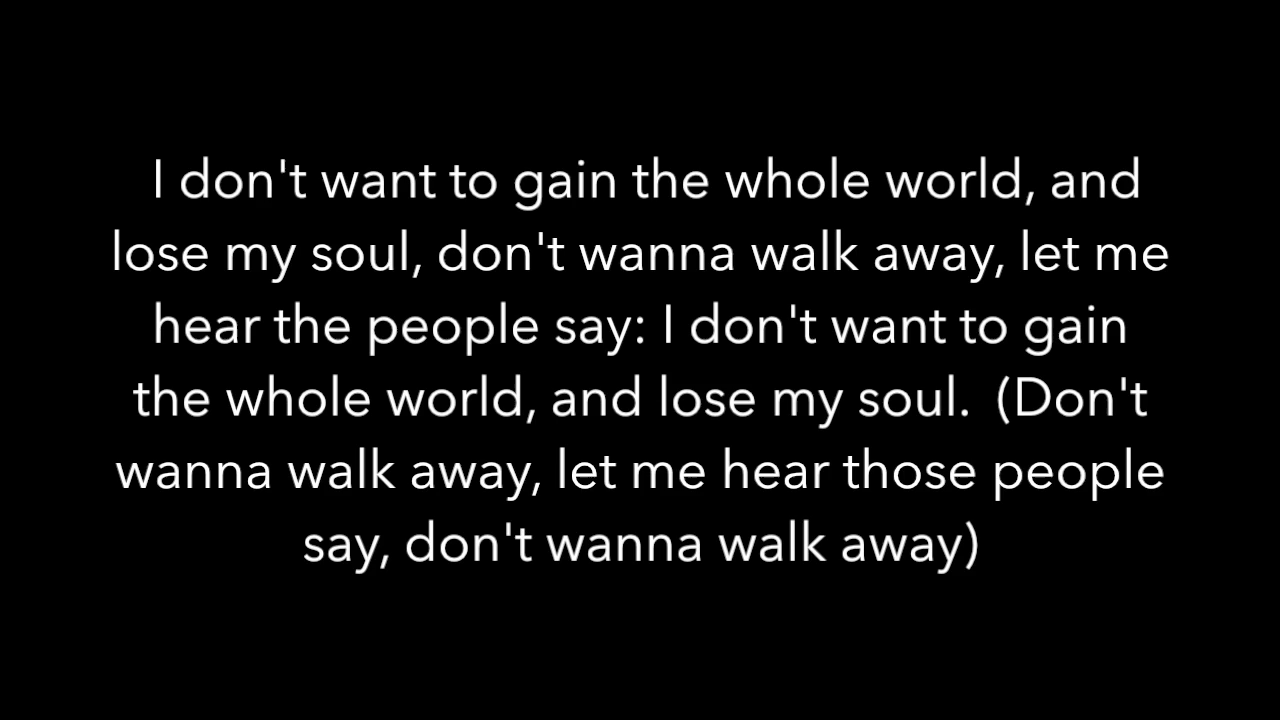 I don't want to gain the whole world, and
lose my soul, don't wanna walk away, let me
hear the people say: I don't want to gain
the whole world, and lose my soul.  (Don't
wanna walk away, let me hear those people
say, don't wanna walk away)